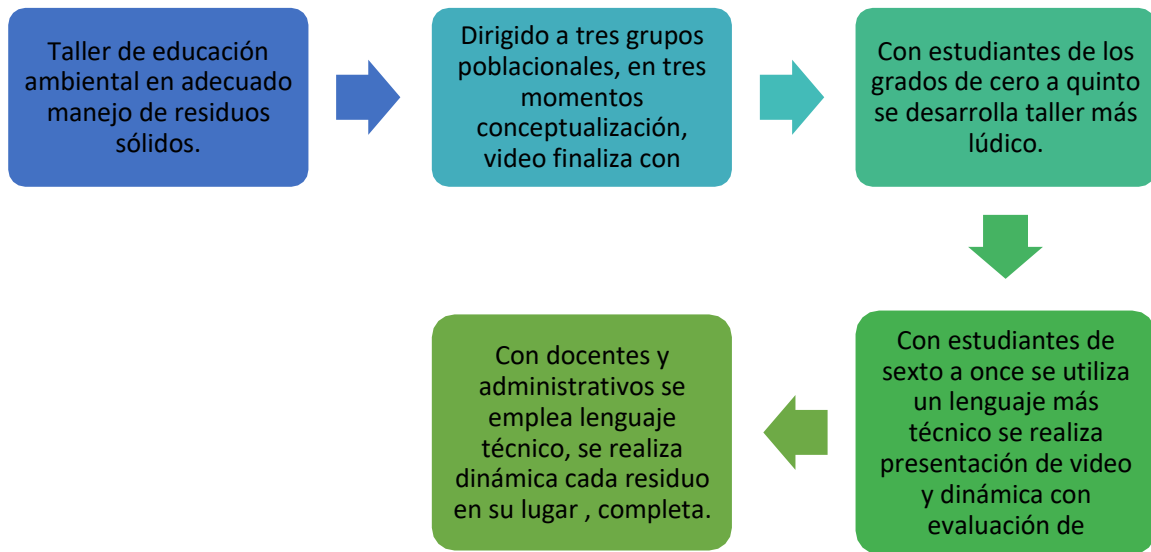 Taller de educación
ambiental en adecuado
manejo de residuos
sólidos.
Dirigido a tres grupos
poblacionales, en tres
momentos
conceptualización,
video finaliza con
Con estudiantes de los
grados de cero a quinto
se desarrolla taller más
lúdico.
Con estudiantes de
sexto a once se utiliza
un lenguaje más
técnico se realiza
presentación de video
y dinámica con
evaluación de
Con docentes y
administrativos se
emplea lenguaje
técnico, se realiza
dinámica cada residuo
en su lugar , completa.